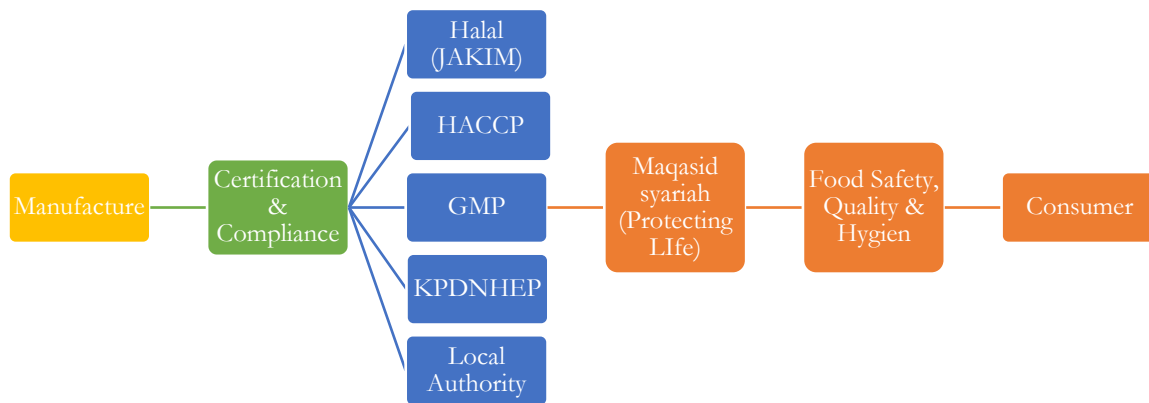 Manufacture
Certification
&
Compliance
Halal
(JAKIM)
HACCP
GMP
KPDNHEP
Local
Authority
Maqasid
syariah
(Protecting
LIfe)
Food Safety,
Quality &
Hygien
Consumer